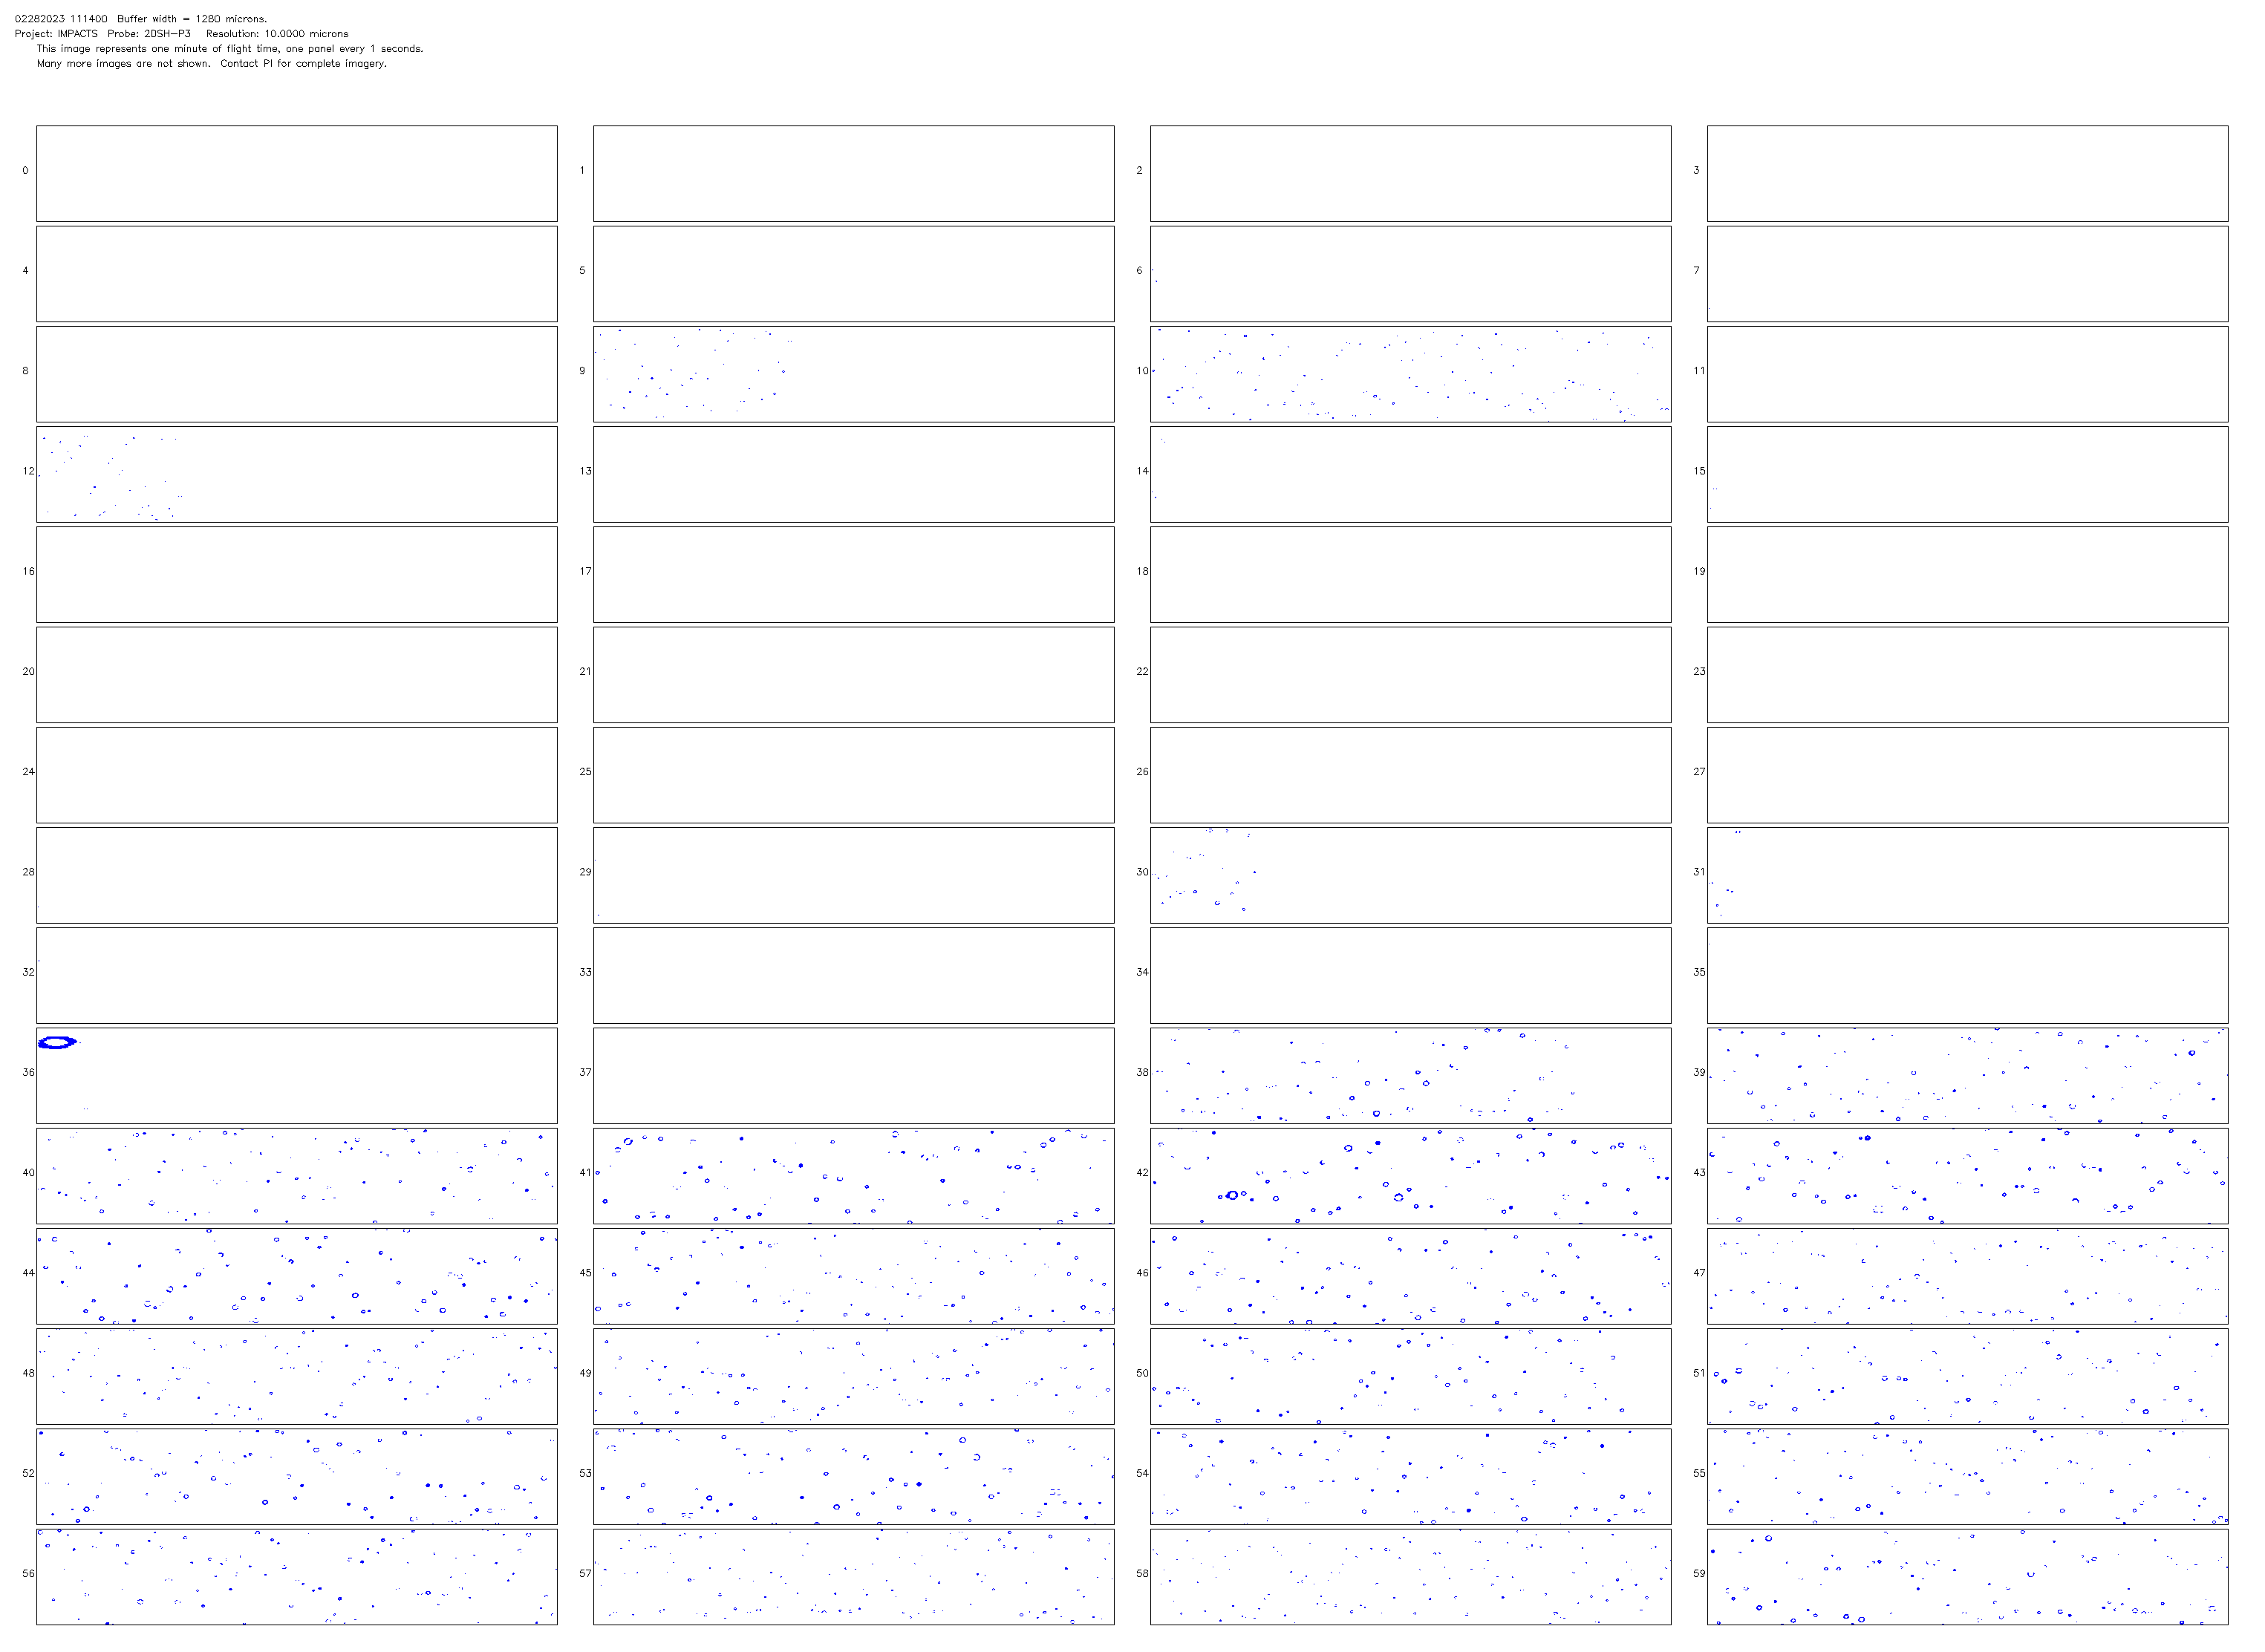 02282023 111400  Buffer width = 1280 microns.
Project: IMPACTS  Probe: 2DSH-P3   Resolution: 10.0000 microns
This image represents one minute of flight time, one panel every 1 seconds.
Many more images are not shown.  Contact PI for complete imagery.
0 1 2 3
4 5 6 7
8 9 10 11
12 13 14 15
16 17 18 19
20 21 22 23
24 25 26 27
28 29 30 31
32 33 34 35
36 37 38 39
40 41 42 43
44 45 46 47
48 49 50 51
52 53 54 55
56 57 58 59